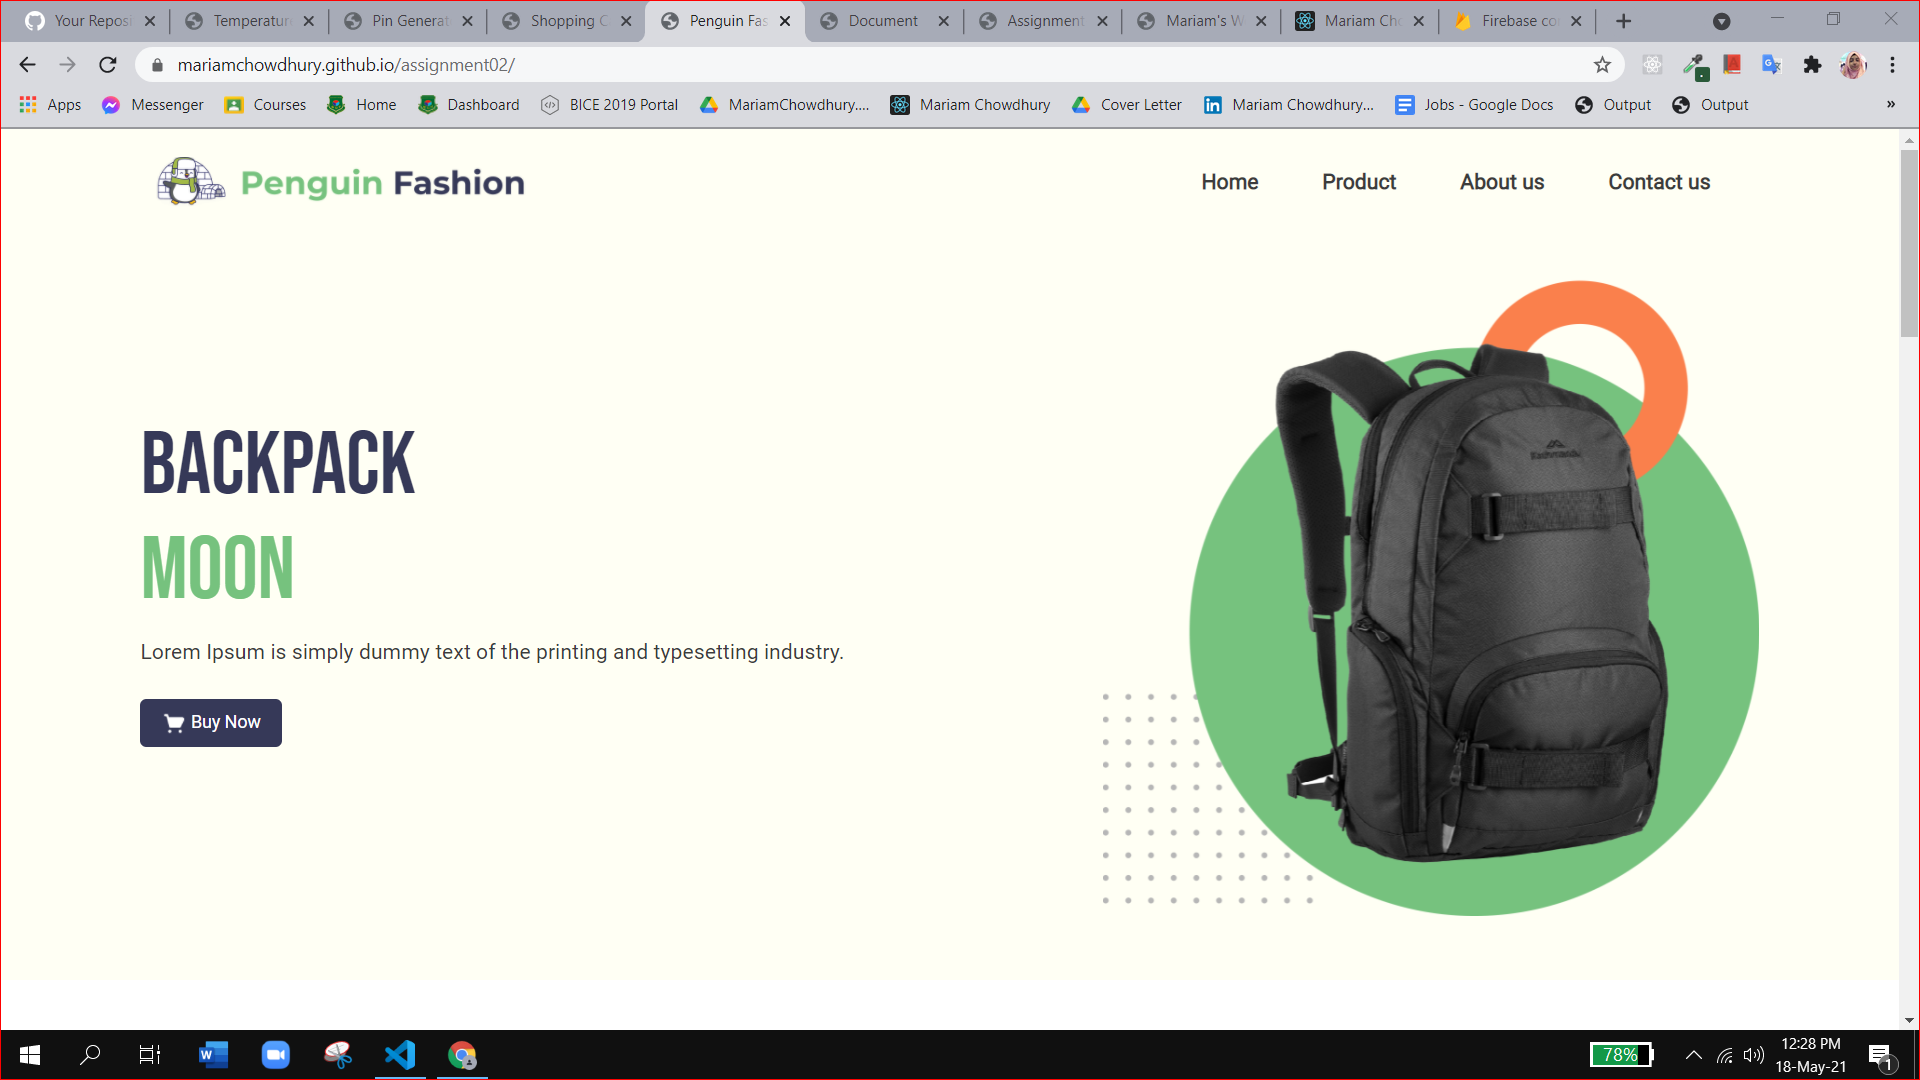 Your Reposi
Temperatur
Pin Generat
Shopping C
Penguin Fas
Document
Assignment
Mariam's W
Mariam Cho
Firebase co
mariamchowdhury.github.io/assignment02/
Apps
Messenger
Courses
Home
Dashboard
BICE 2019 Portal
MariamChowdhury....
Mariam Chowdhury
Cover Letter
Mariam Chowdhury...
Jobs - Google Docs
Output
Output
»
Penguin Fashion
Home
Product
About us
Contact us
BACKPACK
MOON
Lorem Ipsum is simply dummy text of the printing and typesetting industry.
Buy Now
78%
12:28 PM
18-May-21
1